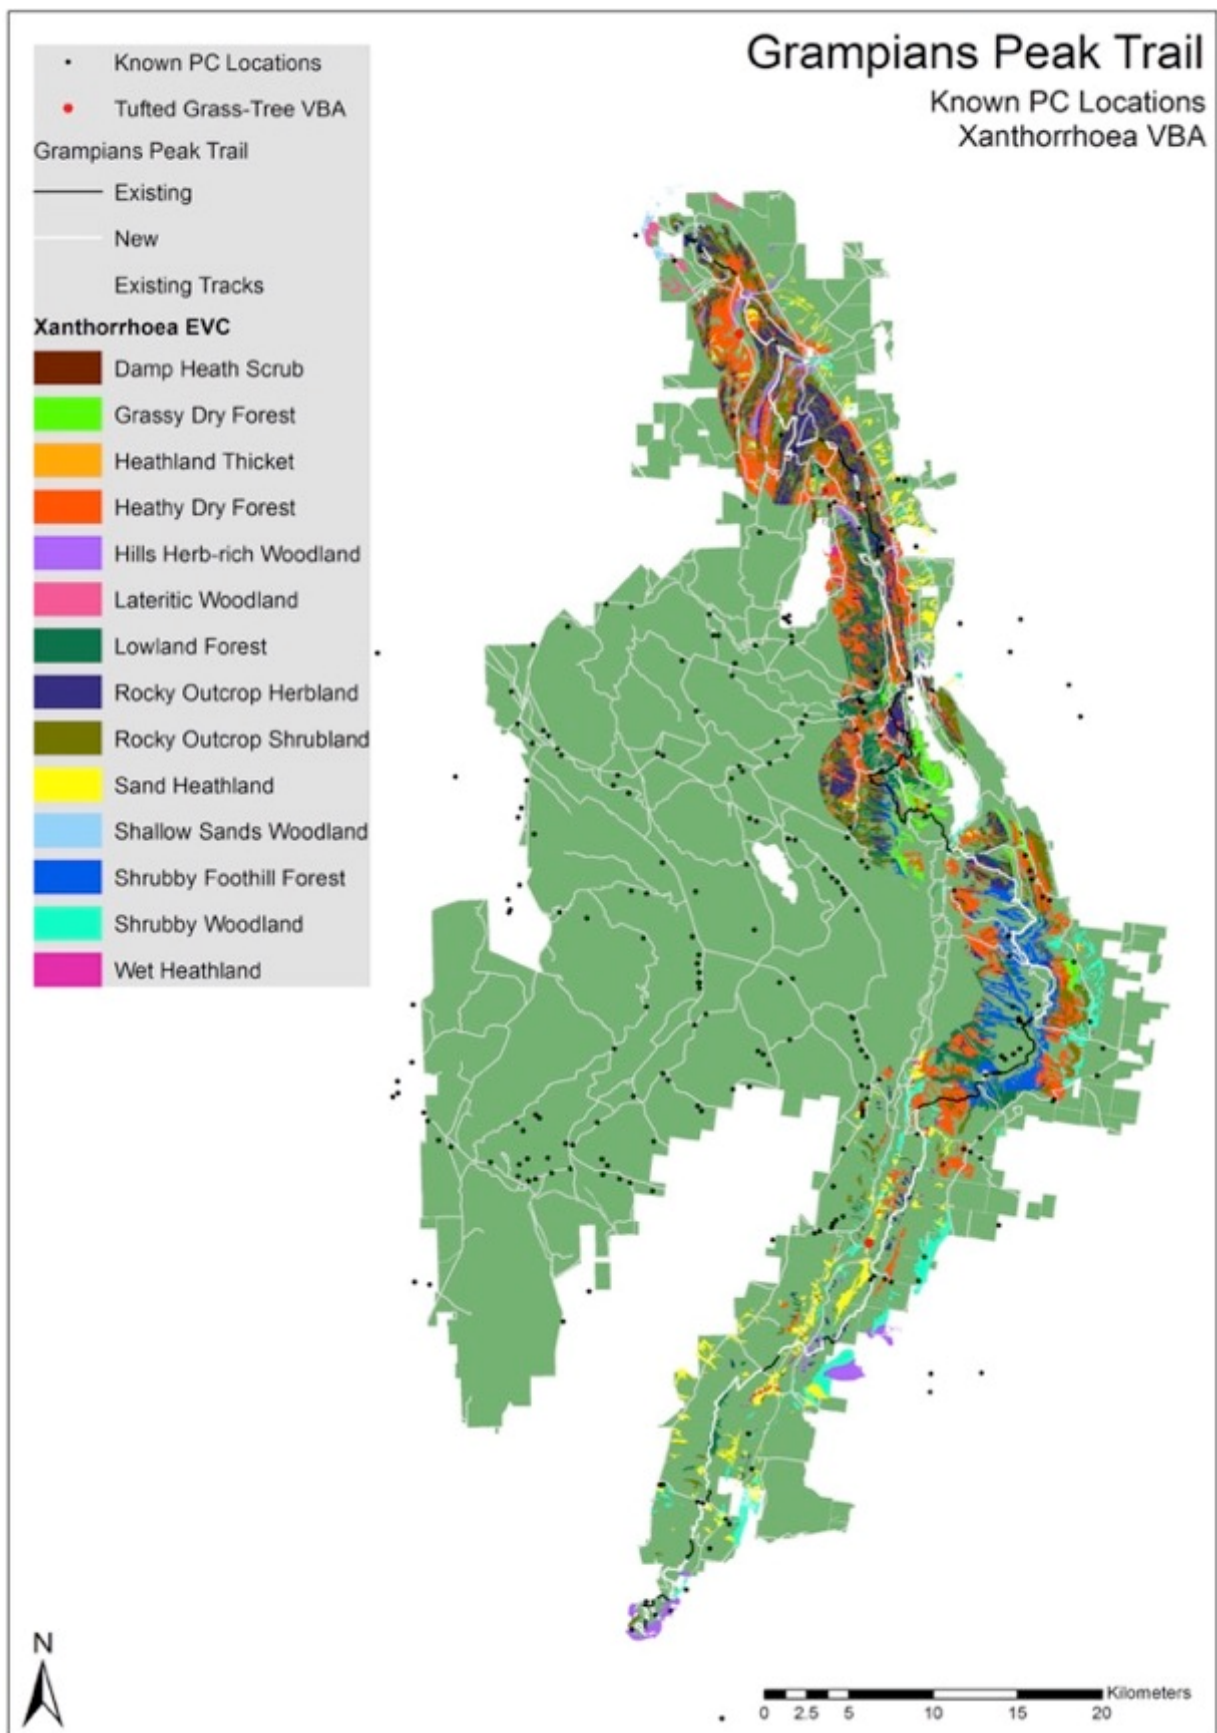 Grampians Peak Trail
Known PC Locations
Xanthorrhoea VBA
Known PC Locations
Tufted Grass-Tree VBA
Grampians Peak Trail
Existing
New
Existing Tracks
Xanthorrhoea EVC
Damp Heath Scrub
Grassy Dry Forest
Heathland Thicket
Heathy Dry Forest
Hills Herb-rich Woodland
Lateritic Woodland
Lowland Forest
Rocky Outcrop Herbland
Rocky Outcrop Shrubland
Sand Heathland
Shallow Sands Woodland
Shrubby Foothill Forest
Shrubby Woodland
Wet Heathland
N
Kilometers
0 2.5 5 10 15 20